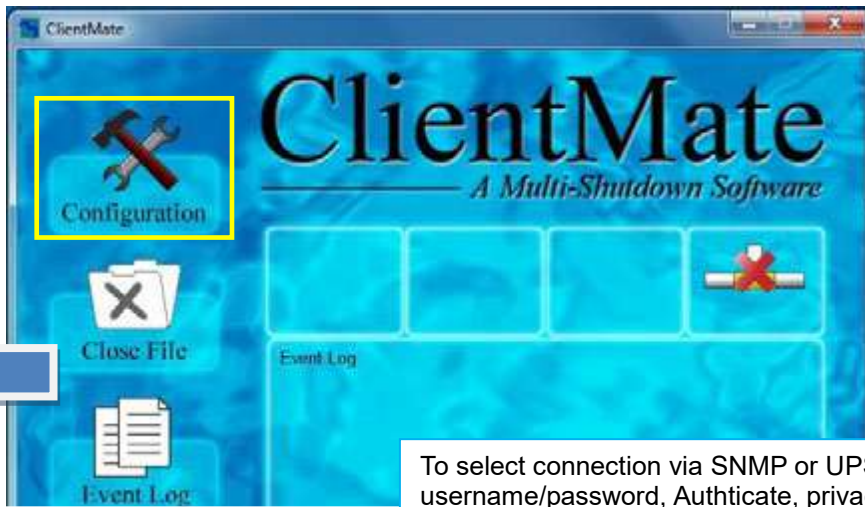 ClientMate
ClientMate
A Multi-Shutdown Software
Configuration
Close File
Event Log
Event Log
To select connection via SNMP or UPS
username/password, Authticate, priva